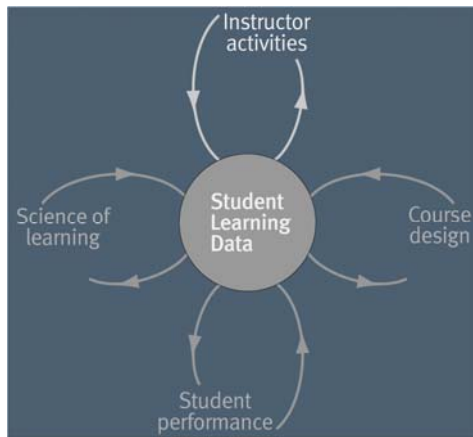 Instructor
activities
Science of
learning
Student
Learning
Data
Course
design
Student
performance